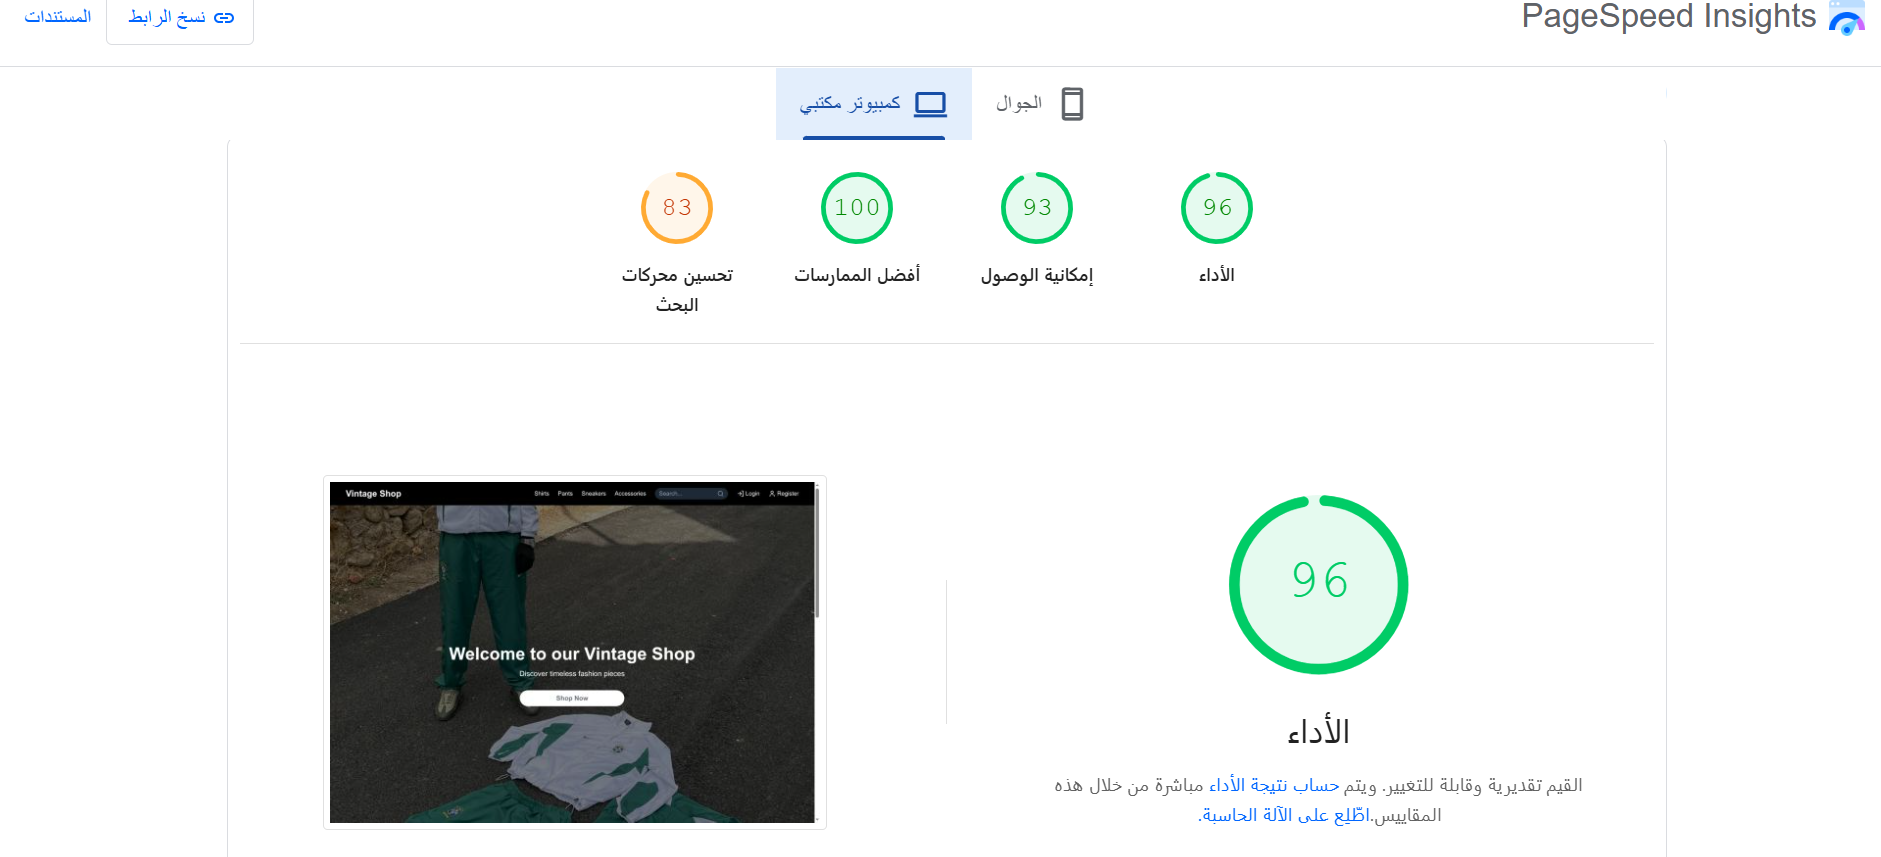 PageSpeed Insights
نسخ الرابط
المستندات
الجوال
كمبيوتر مكتبي
96
الأداء
93
إمكانية الوصول
100
أفضل الممارسات
83
تحسين محركات
البحث
96
الأداء
القيم تقديرية وقابلة للتغيير. ويتم حساب نتيجة الأداء مباشرة من خلال هذه
المقاييس.اطّلِع على الآلة الحاسبة.
Vintage Shop Shirts Pants Sneakers Accessories Search... Login Register
Welcome to our Vintage Shop
Discover timeless fashion pieces
Shop Now